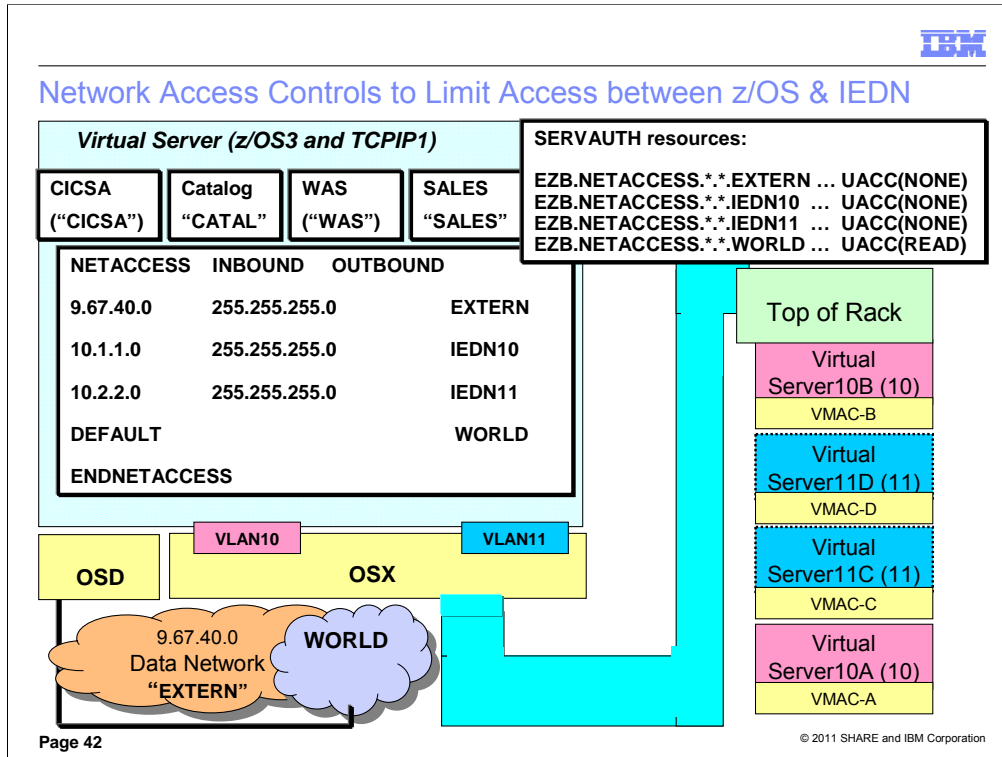 IBM
Network Access Controls to Limit Access between z/OS & IEDN
Virtual Server (z/OS3 and TCPIP1)
CICSA
("CICSA")
Catalog
"CATAL"
WAS
("WAS")
SALES
"SALES"
SERVAUTH resources:
EZB.NETACCESS.*.*.EXTERN … UACC(NONE)
EZB.NETACCESS.*.*.IEDN10 … UACC(NONE)
EZB.NETACCESS.*.*.IEDN11 … UACC(NONE)
EZB.NETACCESS.*.*.WORLD … UACC(READ)
NETACCESS INBOUND OUTBOUND
9.67.40.0 255.255.255.0 EXTERN
10.1.1.0 255.255.255.0 IEDN10
10.2.2.0 255.255.255.0 IEDN11
DEFAULT WORLD
ENDNETACCESS
VLAN10
VLAN11
OSD
OSX
9.67.40.0
Data Network
“EXTERN”
WORLD
Top of Rack
Virtual
Server10B (10)
VMAC-B
Virtual
Server11D (11)
VMAC-D
Virtual
Server11C (11)
VMAC-C
Virtual
Server10A (10)
VMAC-A
Page 42
© 2011 SHARE and IBM Corporation